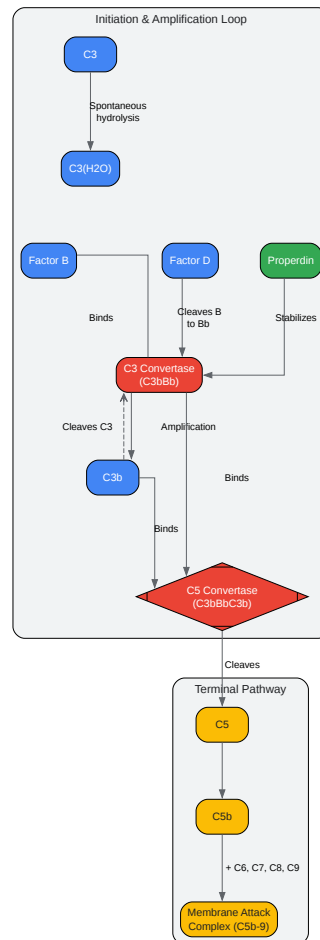 Initiation & Amplification Loop
C3
Spontaneous
hydrolysis
C3(H2O)
Factor B
Factor D
Properdin
Binds
Cleaves B
to Bb
Stabilizes
C3 Convertase
(C3bBb)
Cleaves C3
Amplification
C3b
Binds
Binds
C5 Convertase
(C3bBbC3b)
Cleaves
Terminal Pathway
C5
C5b
+ C6, C7, C8, C9
Membrane Attack
Complex (C5b-9)